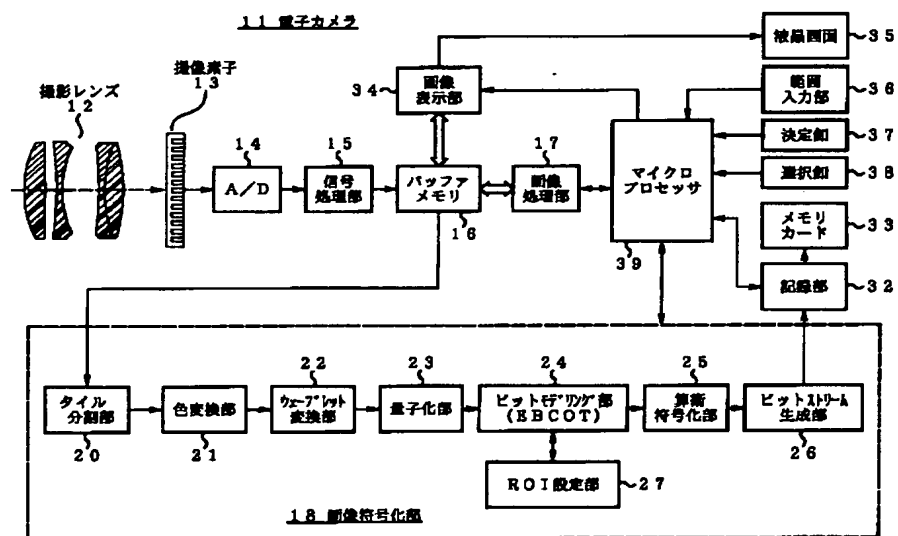 11 電子カメラ
撮影レンズ
12
撮像素子
13
14
A/D
15
信号
処理部
バッファ
メモリ
16
17
画像
処理部
34
画像
表示部
マイクロ
プロセッサ
39
液晶画面
35
範囲
入力部
36
決定釦
37
選択釦
38
メモリ
カード
33
記録部
32
タイル
分割部
20
色変換部
21
22
ウェーブレット
変換部
23
量子化部
24
ビットモデリング部
(EBCOT)
25
算術
符号化部
ビットストリーム
生成部
26
ROI設定部
27
18 画像符号化部